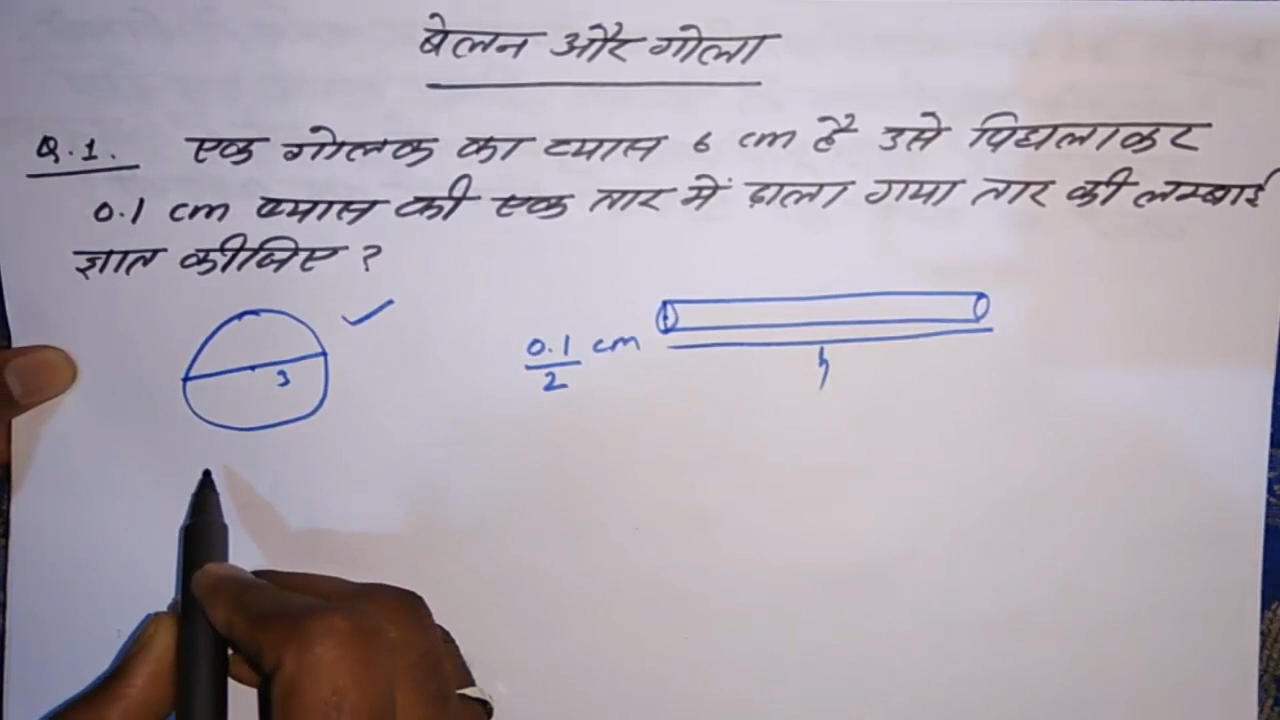 बेलन और गोला
Q.1. एक गोलक का व्यास 6 cm है उसे पिघलाकर
0.1 cm व्यास की एक तार में ढाला गया तार की लम्बाई
ज्ञात कीजिए ?
3
0.1/2 cm
h